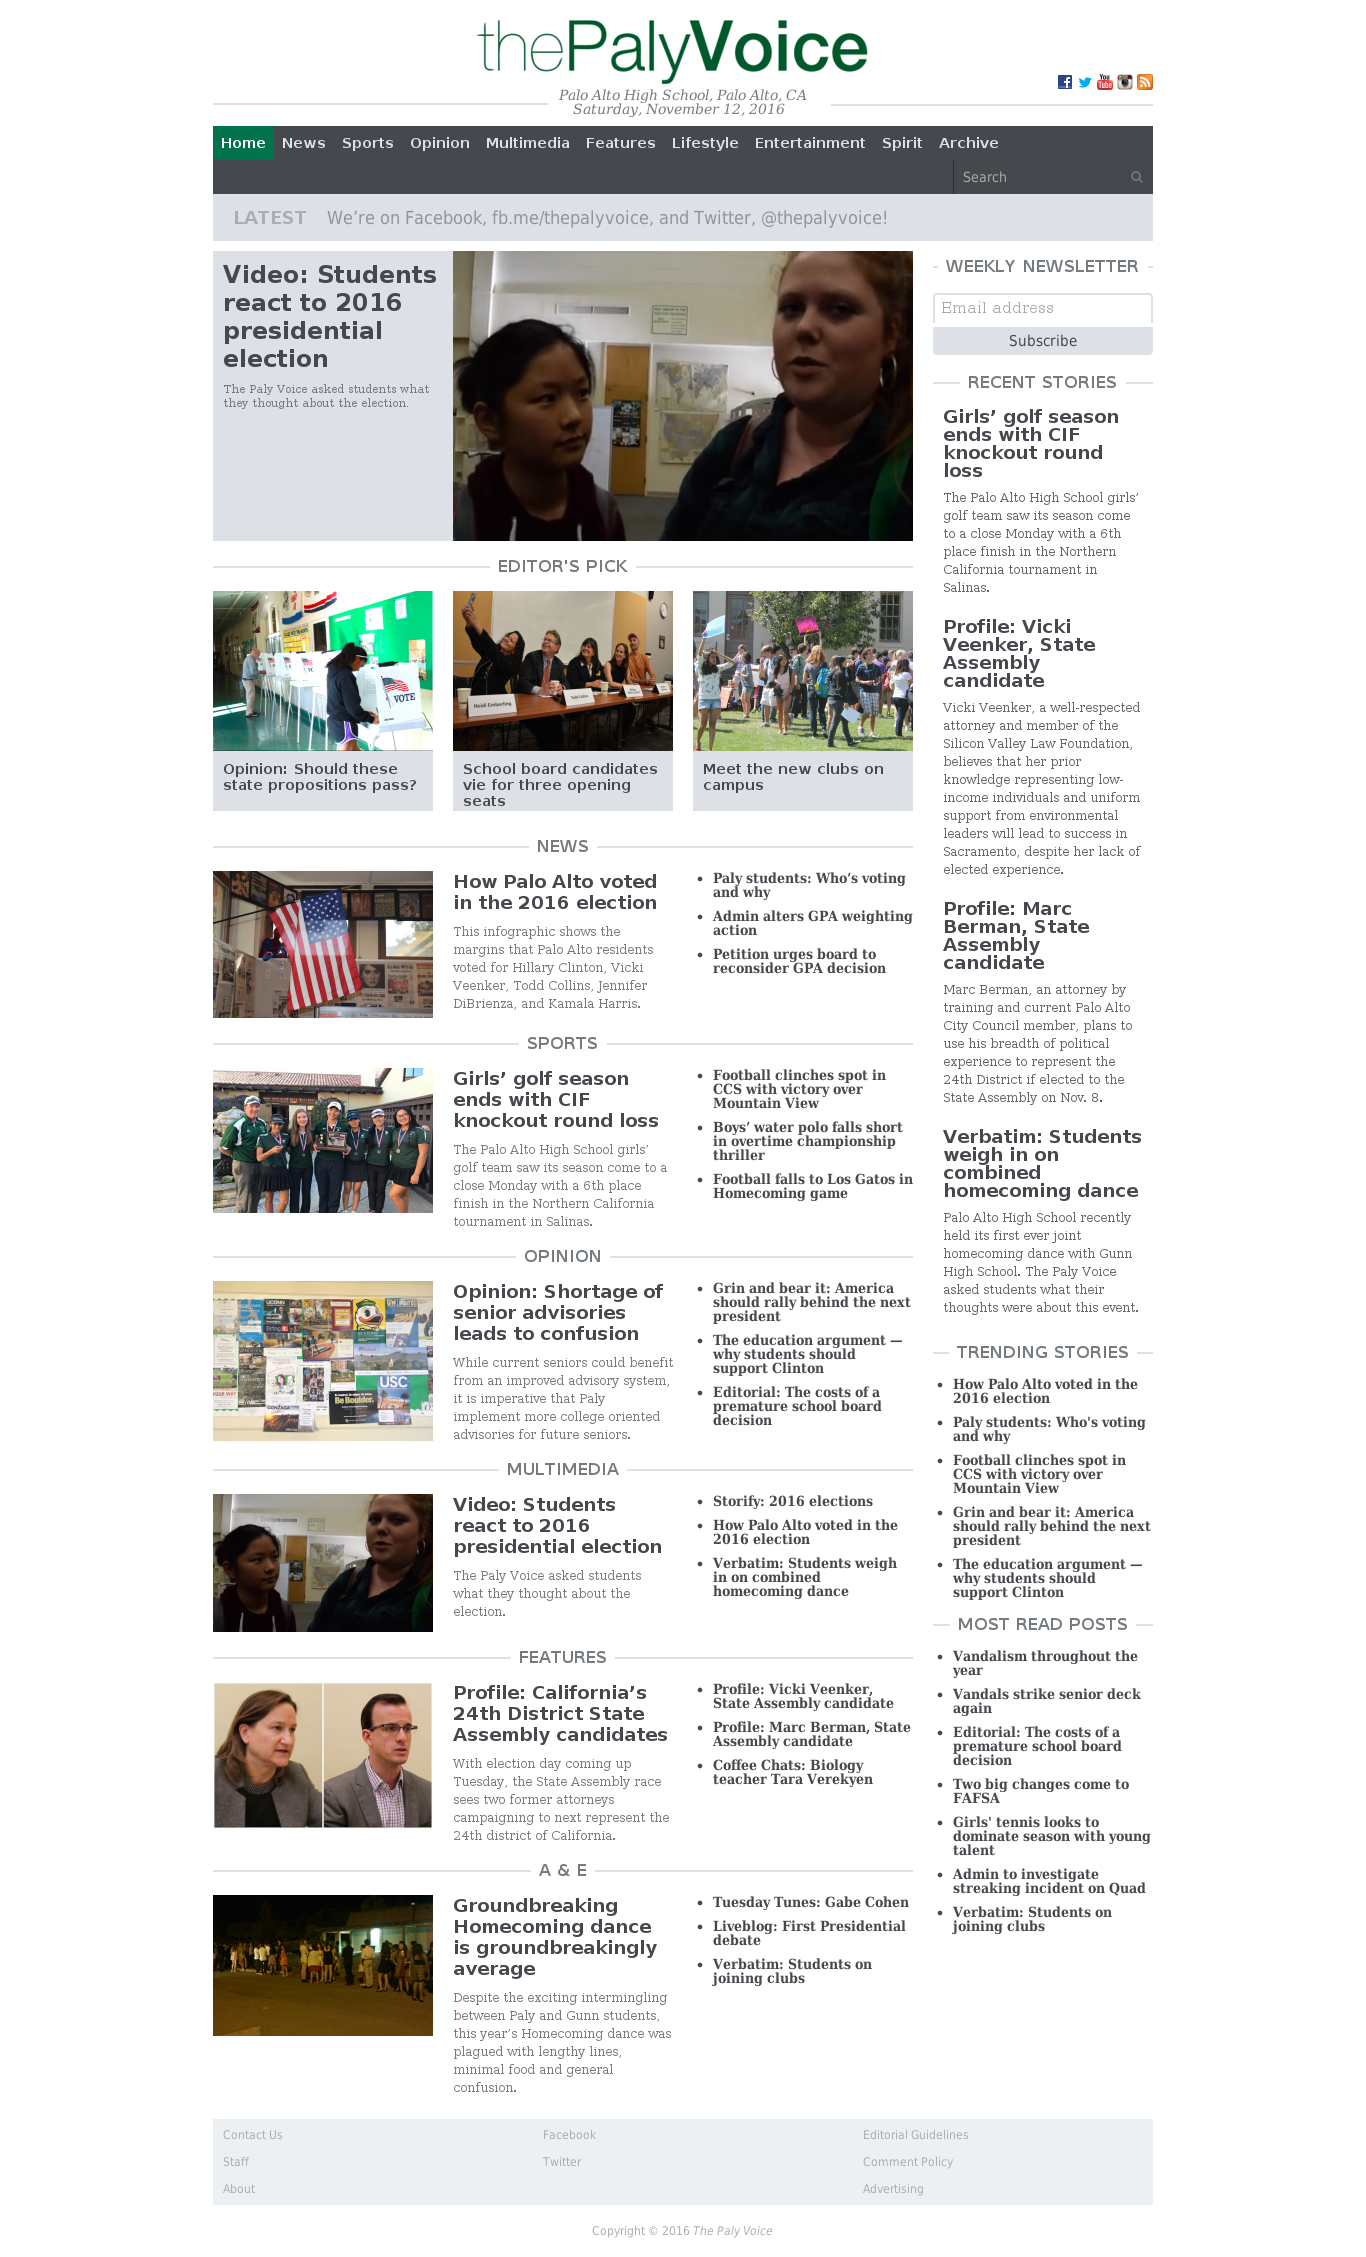 thePalyVoice
Palo Alto High School, Palo Alto, CA
Saturday, November 12, 2016
Home News Sports Opinion Multimedia Features Lifestyle Entertainment Spirit Archive
Search
LATEST We’re on Facebook, fb.me/thepalyvoice, and Twitter, @thepalyvoice!
Video: Students
react to 2016
presidential
election
The Paly Voice asked students what
they thought about the election.
EDITOR'S PICK
VOTE
Heidi Emberling
Opinion: Should these
state propositions pass?
School board candidates
vie for three opening
seats
Meet the new clubs on
campus
NEWS
How Palo Alto voted
in the 2016 election
This infographic shows the
margins that Palo Alto residents
voted for Hillary Clinton, Vicki
Veenker, Todd Collins, Jennifer
DiBrienza, and Kamala Harris.
• Paly students: Who’s voting
and why
• Admin alters GPA weighting
action
• Petition urges board to
reconsider GPA decision
SPORTS
Girls’ golf season
ends with CIF
knockout round loss
The Palo Alto High School girls’
golf team saw its season come to a
close Monday with a 6th place
finish in the Northern California
tournament in Salinas.
• Football clinches spot in
CCS with victory over
Mountain View
• Boys’ water polo falls short
in overtime championship
thriller
• Football falls to Los Gatos in
Homecoming game
OPINION
UCONN
USC
Be Boulder.
GONZAGA
Opinion: Shortage of
senior advisories
leads to confusion
While current seniors could benefit
from an improved advisory system,
it is imperative that Paly
implement more college oriented
advisories for future seniors.
• Grin and bear it: America
should rally behind the next
president
• The education argument —
why students should
support Clinton
• Editorial: The costs of a
premature school board
decision
MULTIMEDIA
Video: Students
react to 2016
presidential election
The Paly Voice asked students
what they thought about the
election.
• Storify: 2016 elections
• How Palo Alto voted in the
2016 election
• Verbatim: Students weigh
in on combined
homecoming dance
FEATURES
Profile: California’s
24th District State
Assembly candidates
With election day coming up
Tuesday, the State Assembly race
sees two former attorneys
campaigning to next represent the
24th district of California.
• Profile: Vicki Veenker,
State Assembly candidate
• Profile: Marc Berman, State
Assembly candidate
• Coffee Chats: Biology
teacher Tara Verekyen
A & E
Groundbreaking
Homecoming dance
is groundbreakingly
average
Despite the exciting intermingling
between Paly and Gunn students,
this year’s Homecoming dance was
plagued with lengthy lines,
minimal food and general
confusion.
• Tuesday Tunes: Gabe Cohen
• Liveblog: First Presidential
debate
• Verbatim: Students on
joining clubs
WEEKLY NEWSLETTER
Email address
Subscribe
RECENT STORIES
Girls’ golf season
ends with CIF
knockout round
loss
The Palo Alto High School girls’
golf team saw its season come
to a close Monday with a 6th
place finish in the Northern
California tournament in
Salinas.
Profile: Vicki
Veenker, State
Assembly
candidate
Vicki Veenker, a well-respected
attorney and member of the
Silicon Valley Law Foundation,
believes that her prior
knowledge representing low-
income individuals and uniform
support from environmental
leaders will lead to success in
Sacramento, despite her lack of
elected experience.
Profile: Marc
Berman, State
Assembly
candidate
Marc Berman, an attorney by
training and current Palo Alto
City Council member, plans to
use his breadth of political
experience to represent the
24th District if elected to the
State Assembly on Nov. 8.
Verbatim: Students
weigh in on
combined
homecoming dance
Palo Alto High School recently
held its first ever joint
homecoming dance with Gunn
High School. The Paly Voice
asked students what their
thoughts were about this event.
TRENDING STORIES
• How Palo Alto voted in the
2016 election
• Paly students: Who's voting
and why
• Football clinches spot in
CCS with victory over
Mountain View
• Grin and bear it: America
should rally behind the next
president
• The education argument —
why students should
support Clinton
MOST READ POSTS
• Vandalism throughout the
year
• Vandals strike senior deck
again
• Editorial: The costs of a
premature school board
decision
• Two big changes come to
FAFSA
• Girls' tennis looks to
dominate season with young
talent
• Admin to investigate
streaking incident on Quad
• Verbatim: Students on
joining clubs
Contact Us Facebook Editorial Guidelines
Staff Twitter Comment Policy
About Advertising
Copyright © 2016 The Paly Voice